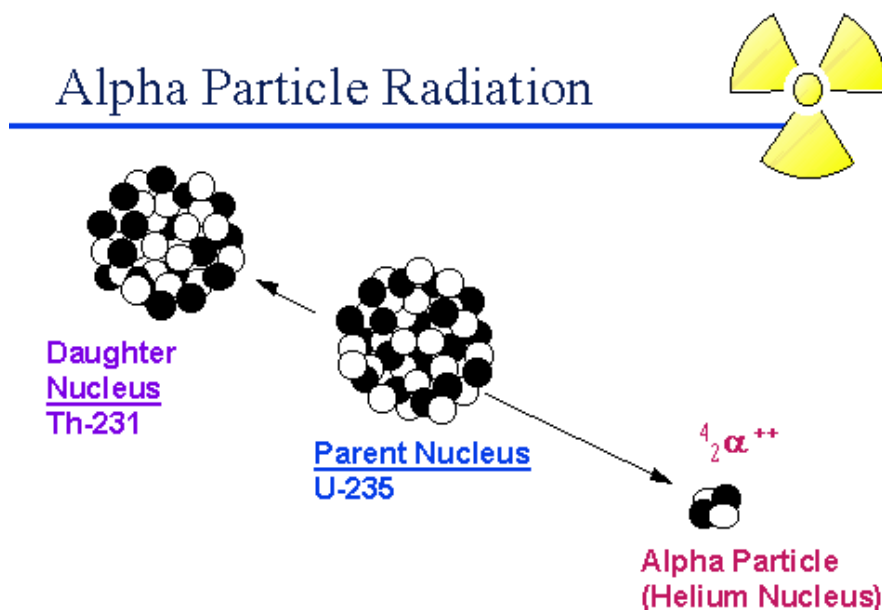 Alpha Particle Radiation
Daughter
Nucleus
Th-231
Parent Nucleus
U-235
⁴₂α⁺⁺
Alpha Particle
(Helium Nucleus)